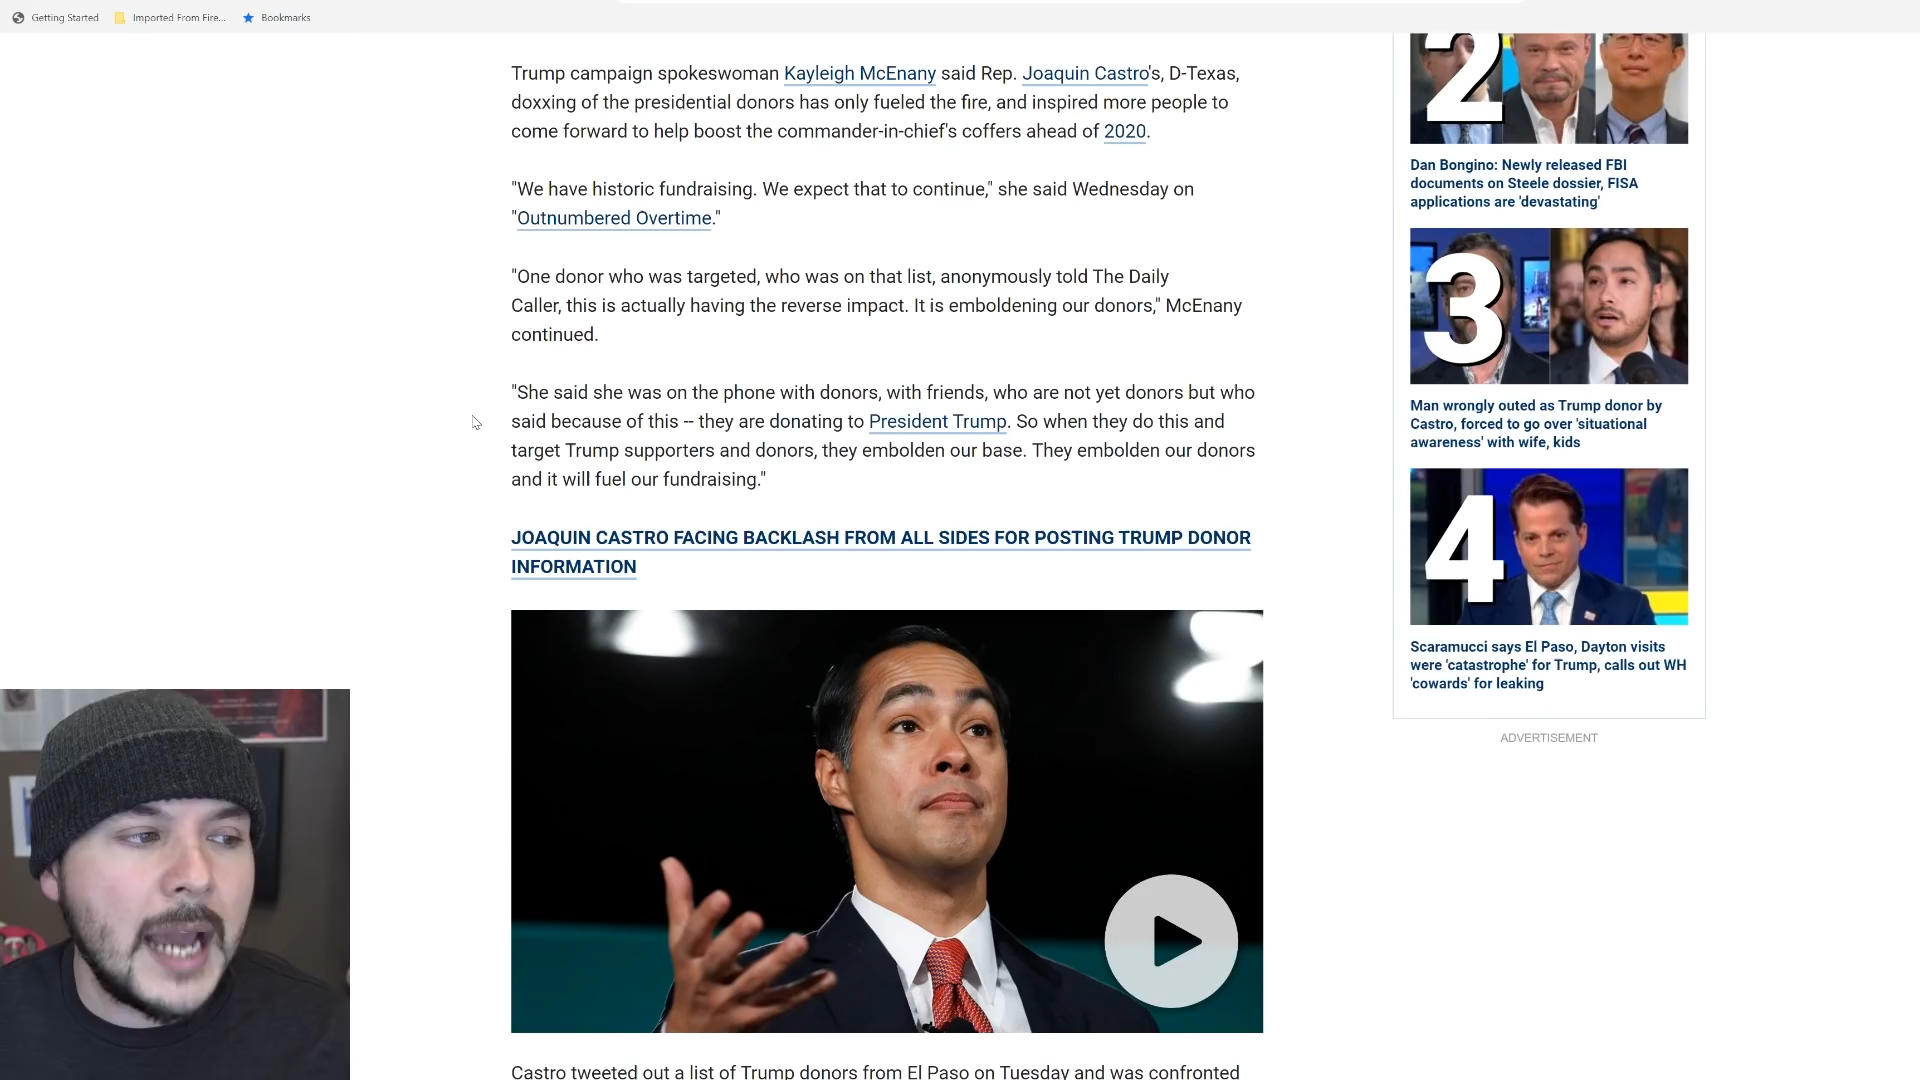 Getting Started
Imported From Fire...
Bookmarks
Trump campaign spokeswoman Kayleigh McEnany said Rep. Joaquin Castro's, D-Texas,
doxxing of the presidential donors has only fueled the fire, and inspired more people to
come forward to help boost the commander-in-chief's coffers ahead of 2020.
"We have historic fundraising. We expect that to continue," she said Wednesday on
"Outnumbered Overtime."
"One donor who was targeted, who was on that list, anonymously told The Daily
Caller, this is actually having the reverse impact. It is emboldening our donors," McEnany
continued.
"She said she was on the phone with donors, with friends, who are not yet donors but who
said because of this -- they are donating to President Trump. So when they do this and
target Trump supporters and donors, they embolden our base. They embolden our donors
and it will fuel our fundraising."
JOAQUIN CASTRO FACING BACKLASH FROM ALL SIDES FOR POSTING TRUMP DONOR
INFORMATION
Castro tweeted out a list of Trump donors from El Paso on Tuesday and was confronted
2
Dan Bongino: Newly released FBI
documents on Steele dossier, FISA
applications are 'devastating'
3
Man wrongly outed as Trump donor by
Castro, forced to go over 'situational
awareness' with wife, kids
4
Scaramucci says El Paso, Dayton visits
were 'catastrophe' for Trump, calls out WH
'cowards' for leaking
ADVERTISEMENT